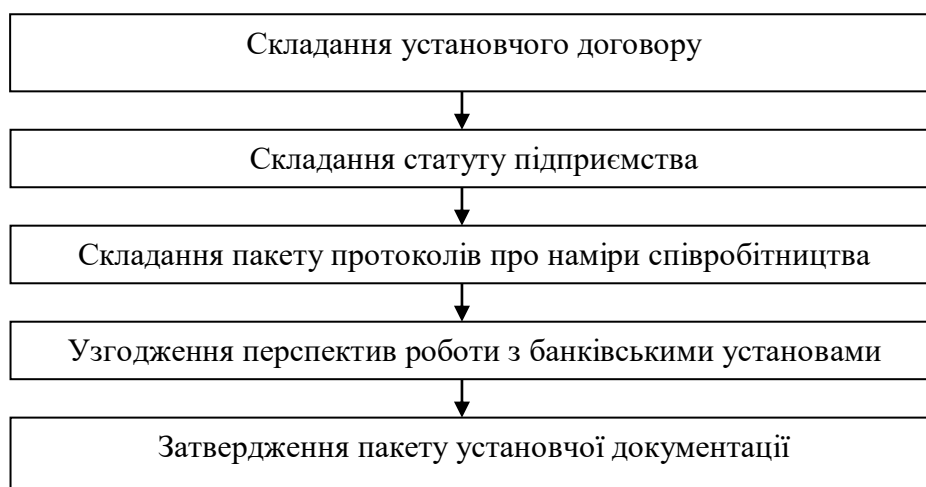 Складання установчого договору
Складання статуту підприємства
Складання пакету протоколів про наміри співробітництва
Узгодження перспектив роботи з банківськими установами
Затвердження пакету установчої документації